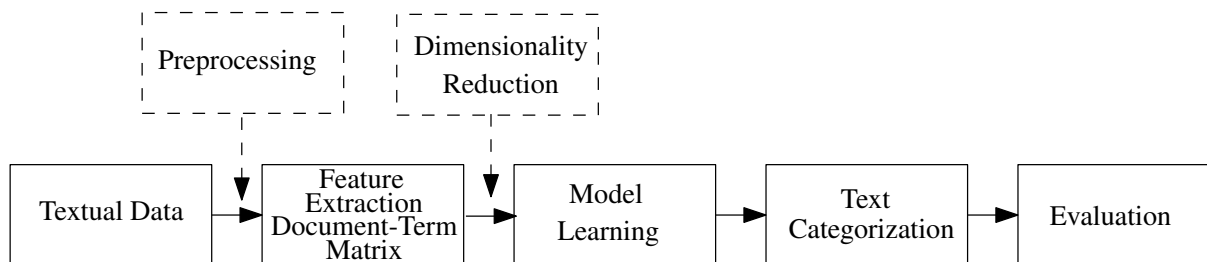 Preprocessing
Dimensionality
Reduction
Textual Data
Feature
Extraction
Document-Term
Matrix
Model
Learning
Text
Categorization
Evaluation